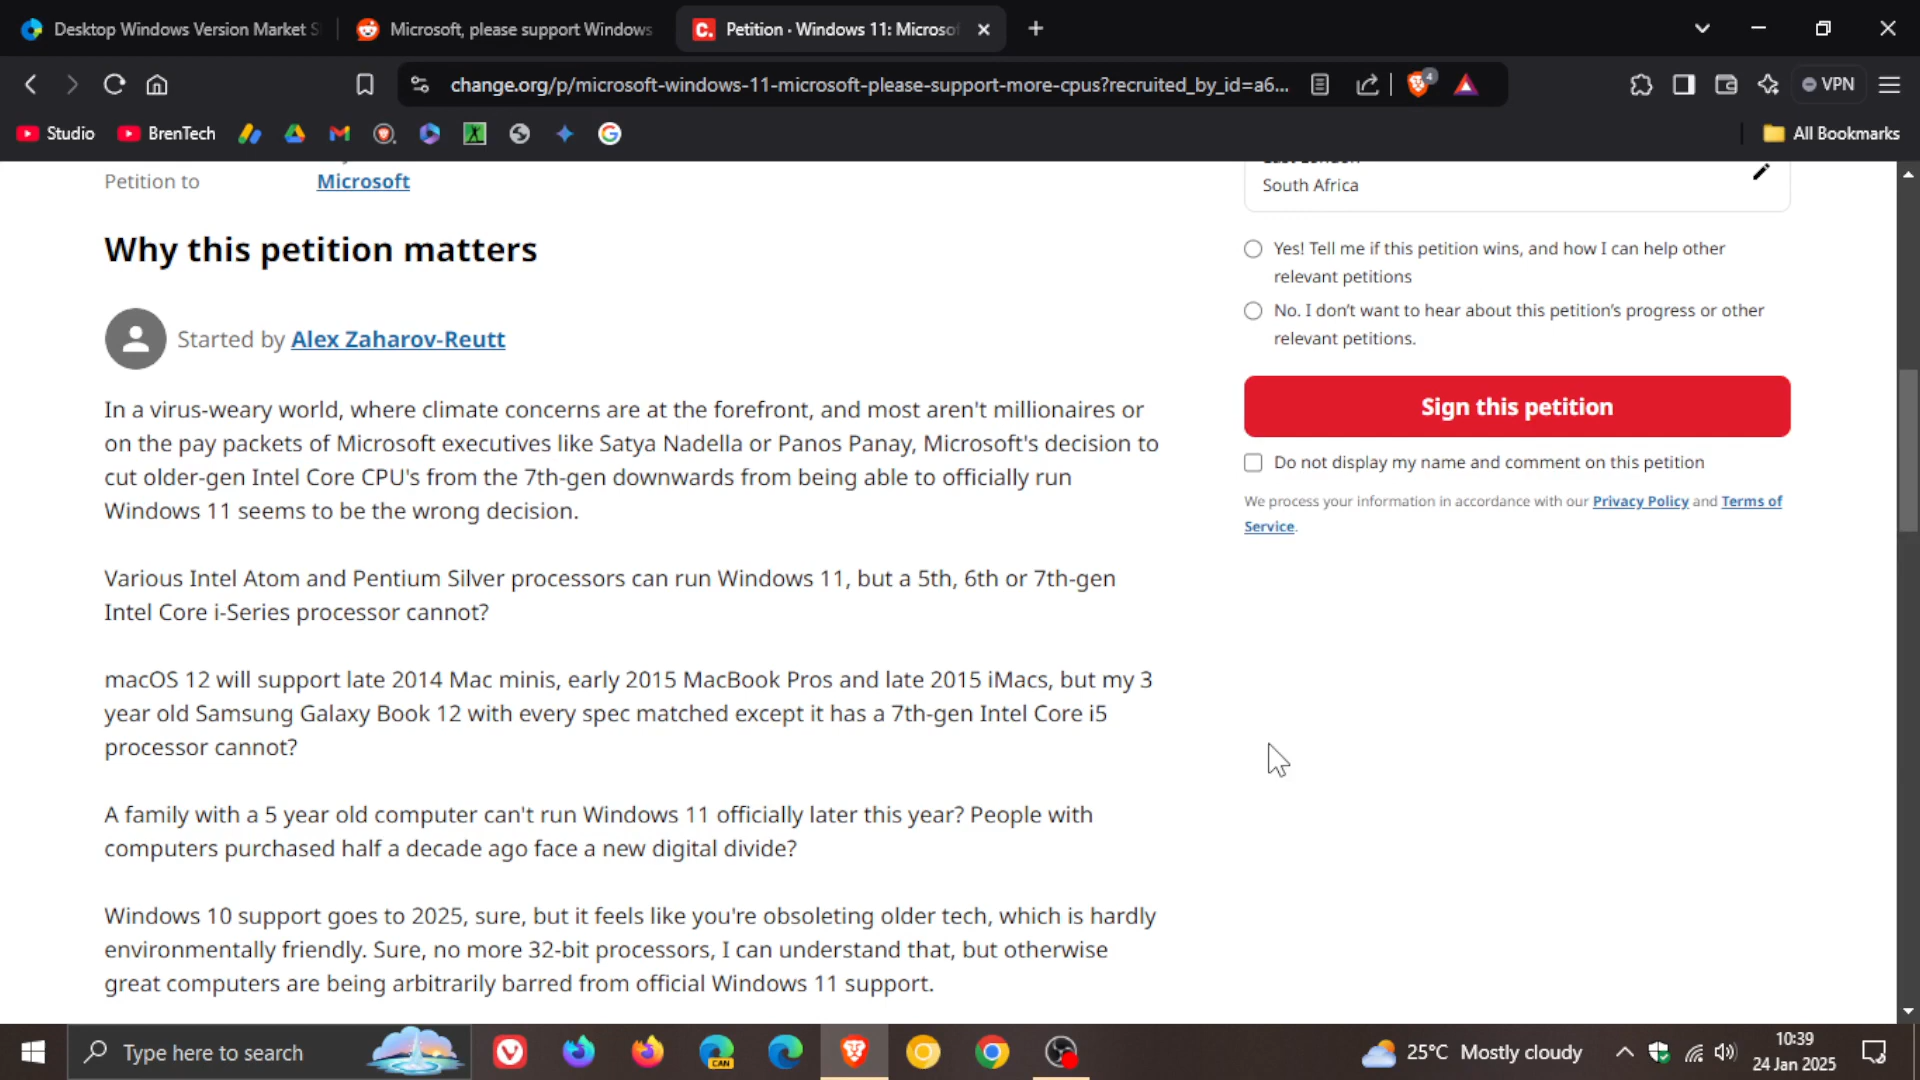 Desktop Windows Version Market S
Microsoft, please support Windows
C. Petition · Windows 11: Microsof
change.org/p/microsoft-windows-11-microsoft-please-support-more-cpus?recruited_by_id=a6...
4
VPN
Studio
BrenTech
All Bookmarks
Petition to
Microsoft
Why this petition matters
Started by Alex Zaharov-Reutt
In a virus-weary world, where climate concerns are at the forefront, and most aren't millionaires or
on the pay packets of Microsoft executives like Satya Nadella or Panos Panay, Microsoft's decision to
cut older-gen Intel Core CPU's from the 7th-gen downwards from being able to officially run
Windows 11 seems to be the wrong decision.
Various Intel Atom and Pentium Silver processors can run Windows 11, but a 5th, 6th or 7th-gen
Intel Core i-Series processor cannot?
macOS 12 will support late 2014 Mac minis, early 2015 MacBook Pros and late 2015 iMacs, but my 3
year old Samsung Galaxy Book 12 with every spec matched except it has a 7th-gen Intel Core i5
processor cannot?
A family with a 5 year old computer can't run Windows 11 officially later this year? People with
computers purchased half a decade ago face a new digital divide?
Windows 10 support goes to 2025, sure, but it feels like you're obsoleting older tech, which is hardly
environmentally friendly. Sure, no more 32-bit processors, I can understand that, but otherwise
great computers are being arbitrarily barred from official Windows 11 support.
South Africa
Yes! Tell me if this petition wins, and how I can help other
relevant petitions
No. I don't want to hear about this petition's progress or other
relevant petitions.
Sign this petition
Do not display my name and comment on this petition
We process your information in accordance with our Privacy Policy and Terms of
Service.
Type here to search
CAN
25°C Mostly cloudy
10:39
24 Jan 2025